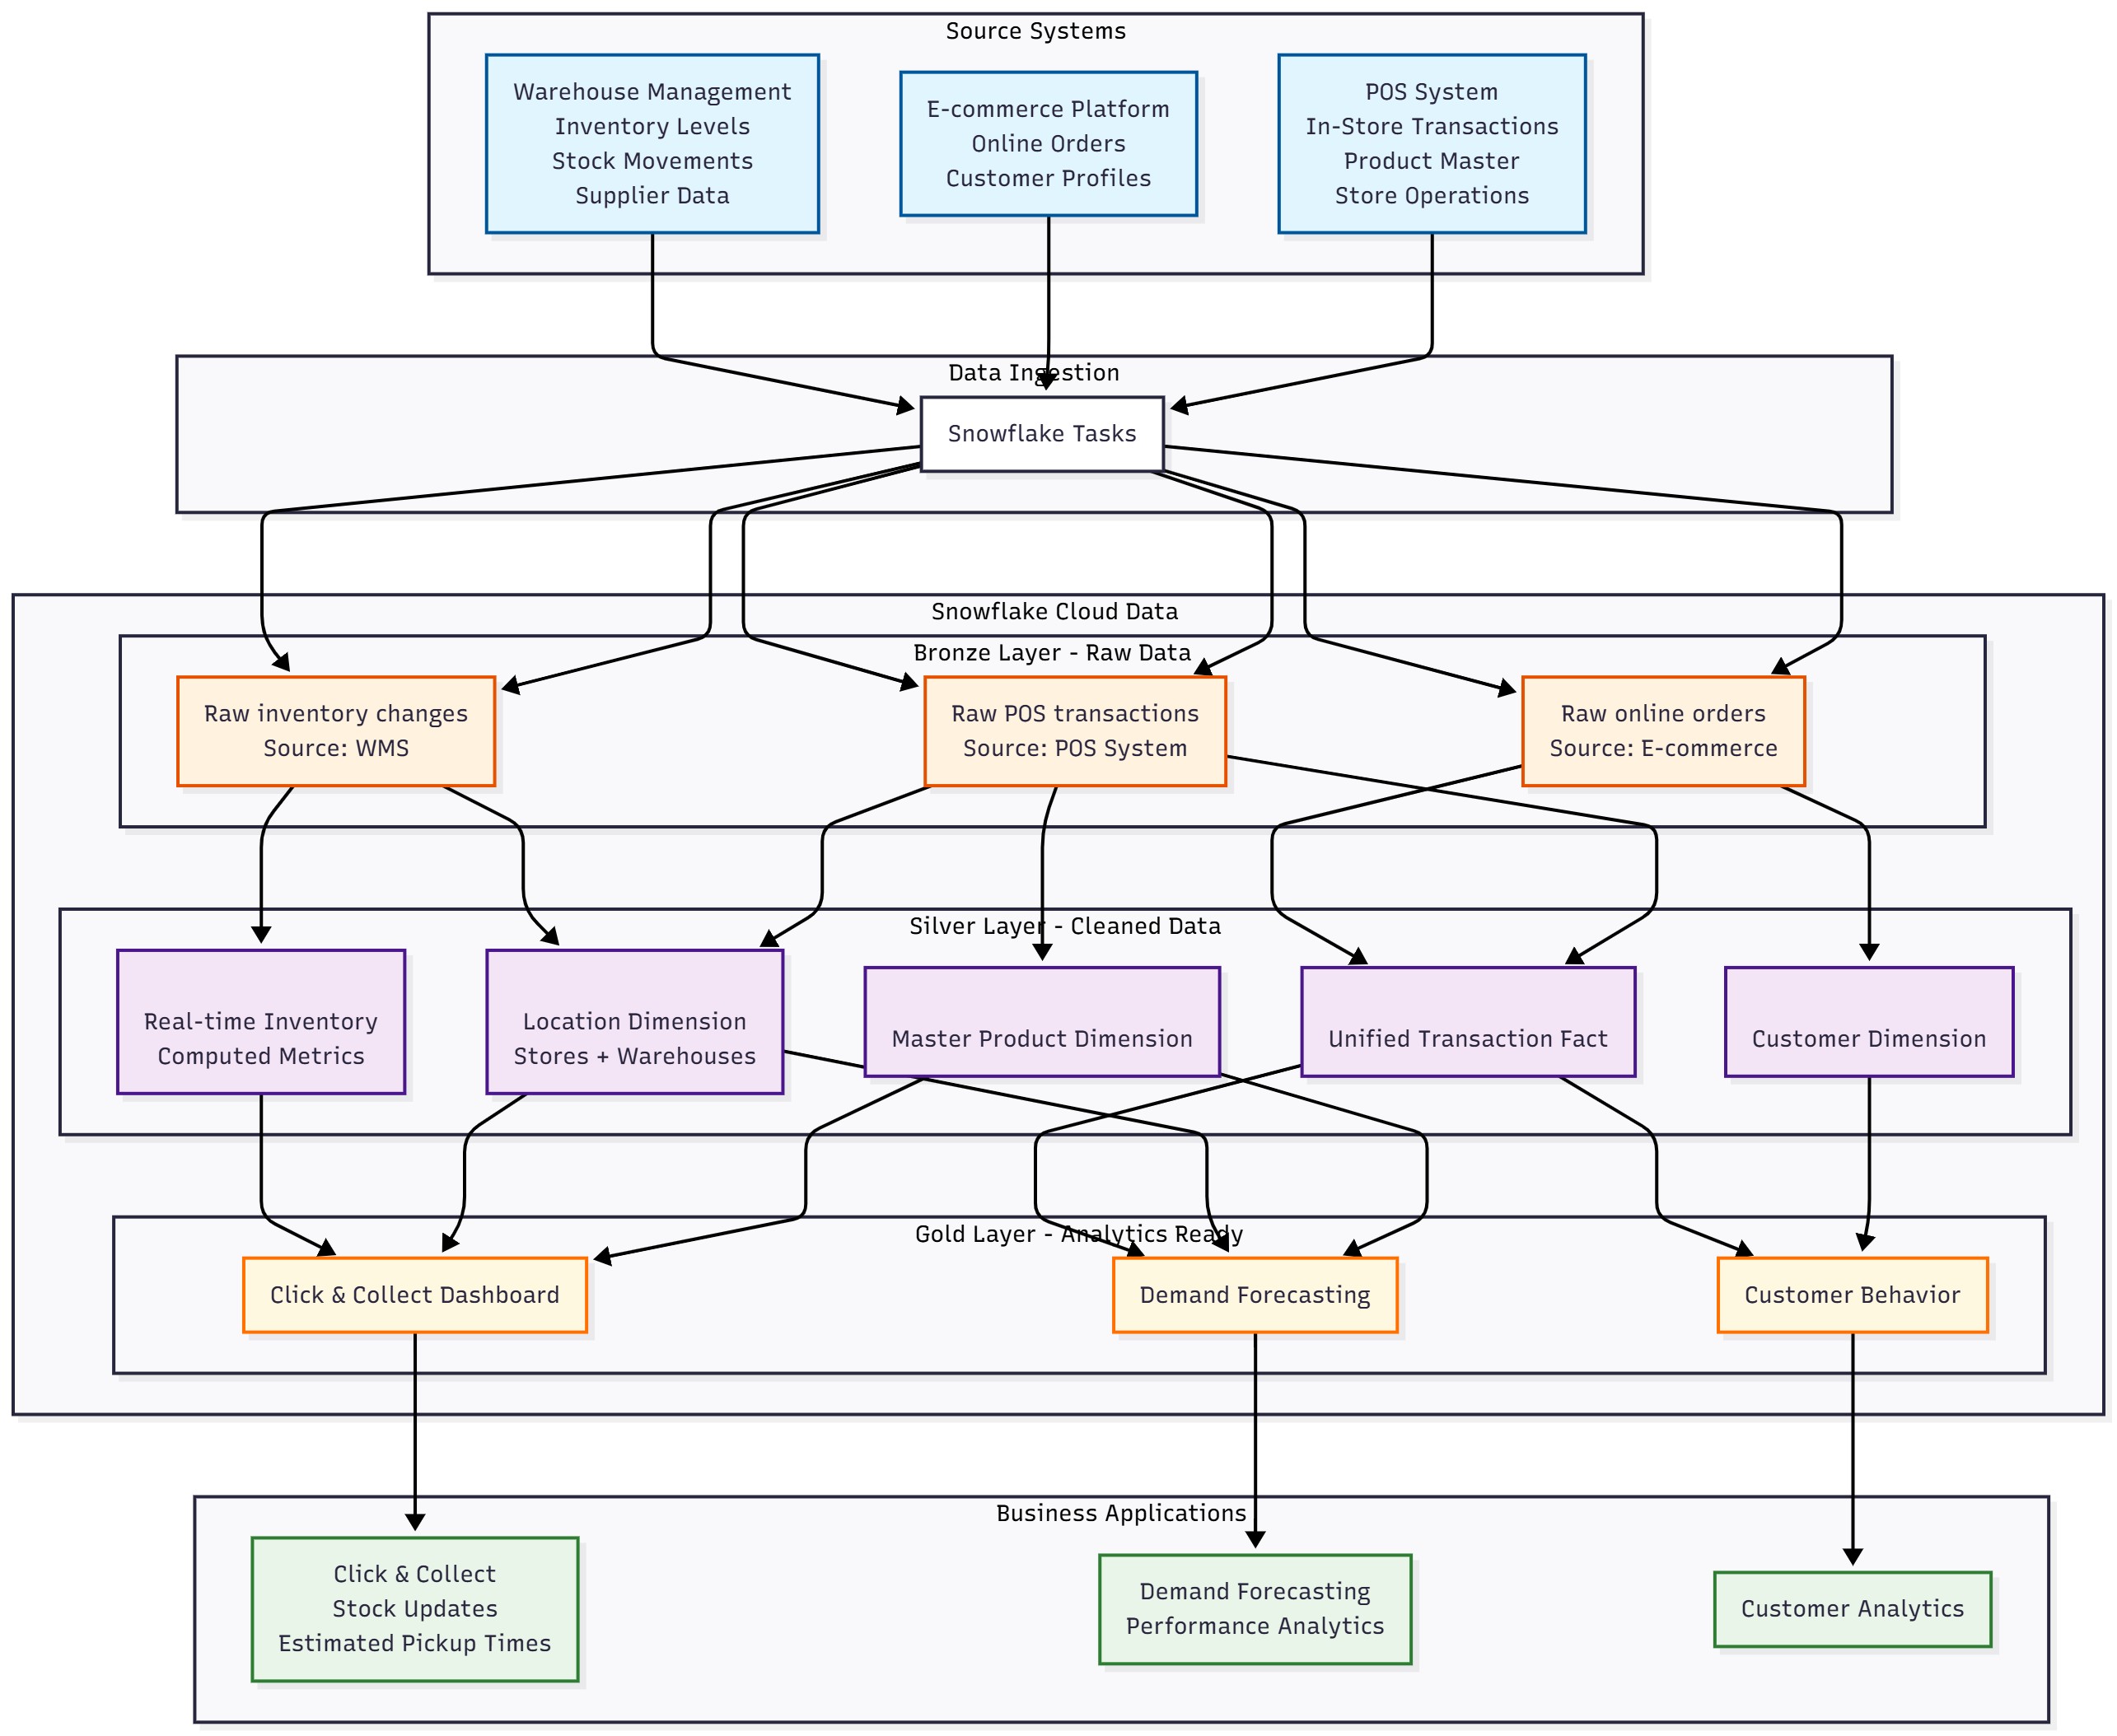 Source Systems
Warehouse Management
Inventory Levels
Stock Movements
Supplier Data
E-commerce Platform
Online Orders
Customer Profiles
POS System
In-Store Transactions
Product Master
Store Operations
Data Ingestion
Snowflake Tasks
Snowflake Cloud Data
Bronze Layer - Raw Data
Raw inventory changes
Source: WMS
Raw POS transactions
Source: POS System
Raw online orders
Source: E-commerce
Silver Layer - Cleaned Data
Real-time Inventory
Computed Metrics
Location Dimension
Stores + Warehouses
Master Product Dimension
Unified Transaction Fact
Customer Dimension
Gold Layer - Analytics Ready
Click & Collect Dashboard
Demand Forecasting
Customer Behavior
Business Applications
Click & Collect
Stock Updates
Estimated Pickup Times
Demand Forecasting
Performance Analytics
Customer Analytics